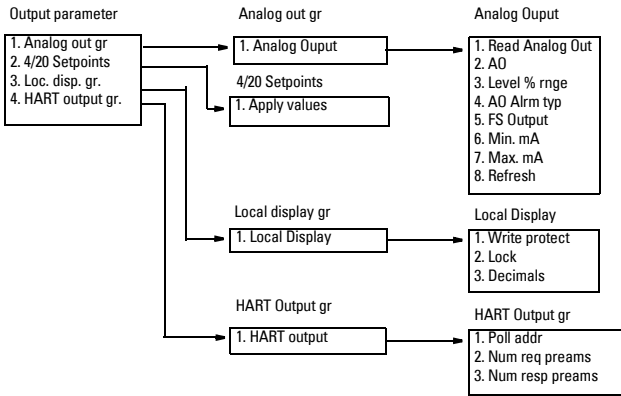 Output parameter
1. Analog out gr
2. 4/20 Setpoints
3. Loc. disp. gr.
4. HART output gr.
Analog out gr
1. Analog Ouput
4/20 Setpoints
1. Apply values
Analog Ouput
1. Read Analog Out
2. AO
3. Level % rnge
4. AO Alrm typ
5. FS Output
6. Min. mA
7. Max. mA
8. Refresh
Local display gr
1. Local Display
Local Display
1. Write protect
2. Lock
3. Decimals
HART Output gr
1. HART output
HART Output gr
1. Poll addr
2. Num req preams
3. Num resp preams